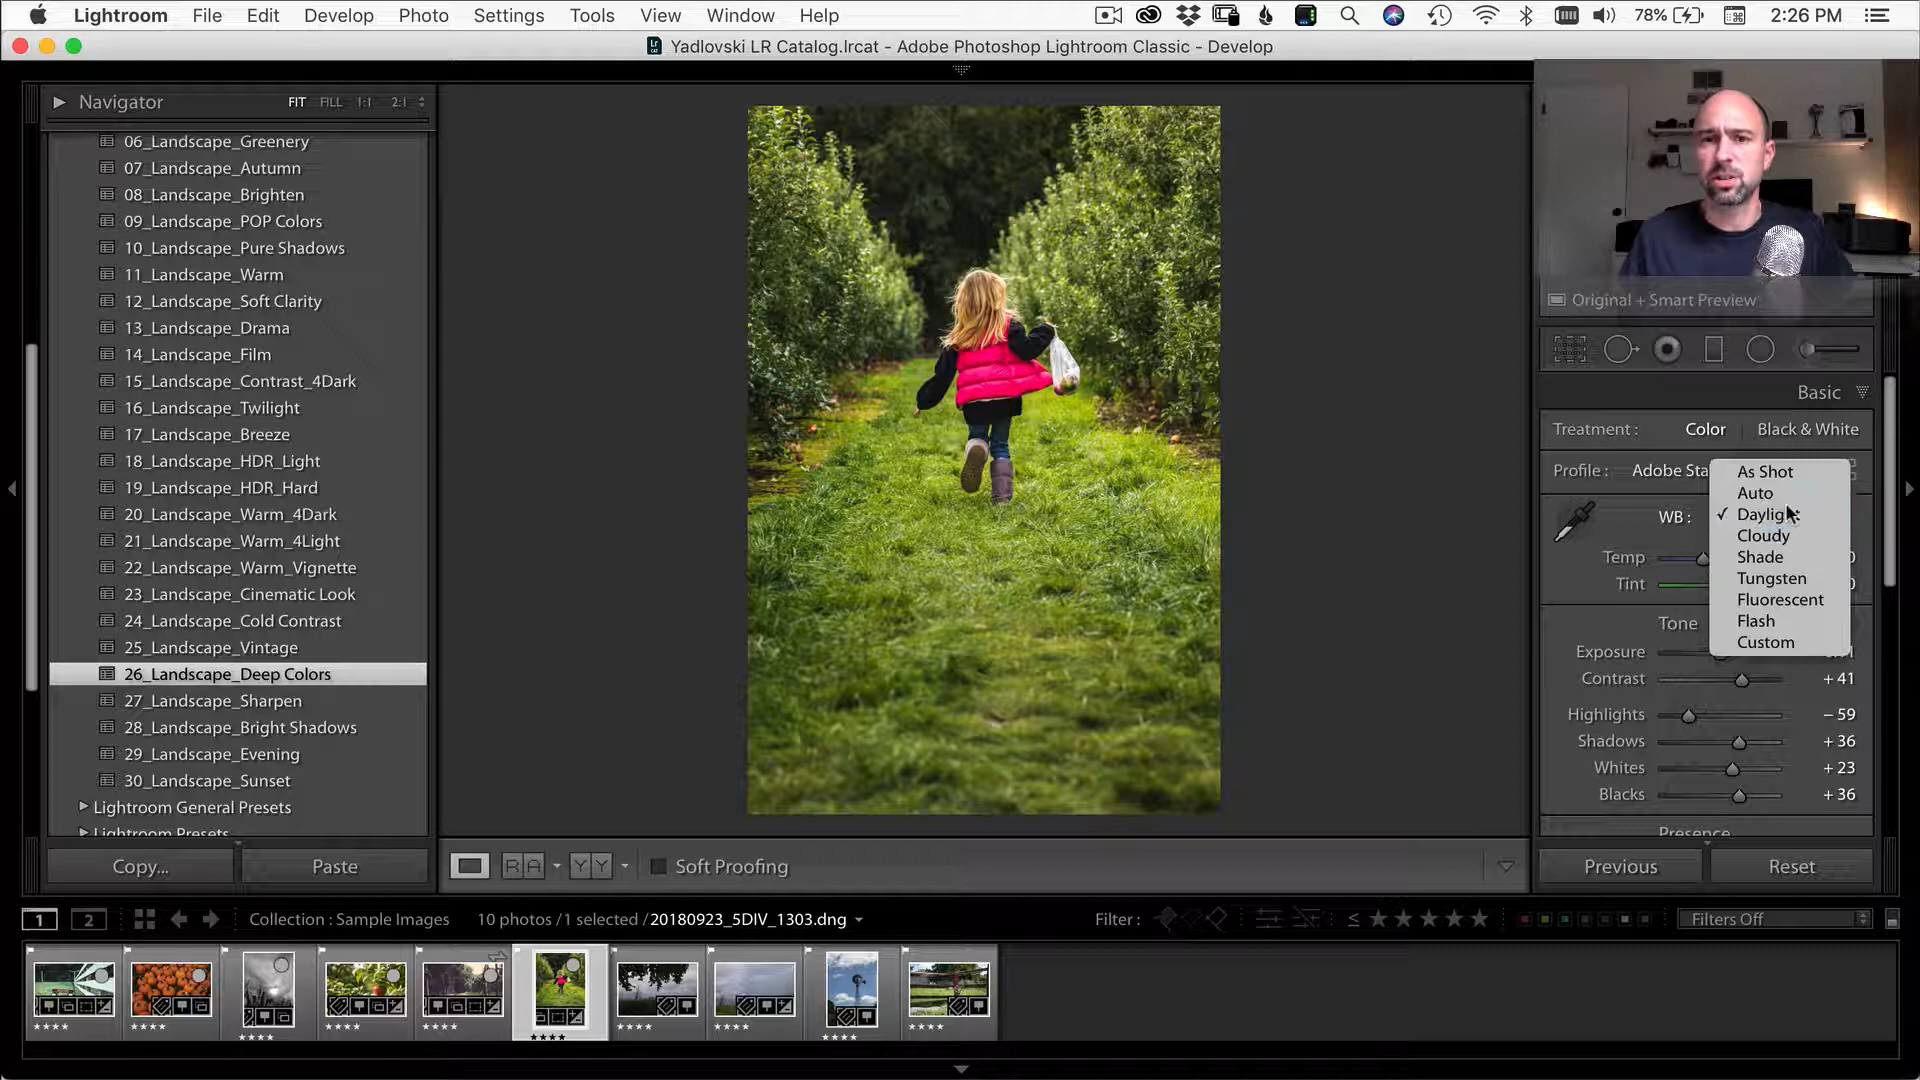 Lightroom File Edit Develop Photo Settings Tools View Window Help 78% 2:26 PM
Yadlovski LR Catalog.lrcat - Adobe Photoshop Lightroom Classic - Develop
Navigator FIT FILL 1:1 2:1
06_Landscape_Greenery
07_Landscape_Autumn
08_Landscape_Brighten
09_Landscape_POP Colors
10_Landscape_Pure Shadows
11_Landscape_Warm
12_Landscape_Soft Clarity
13_Landscape_Drama
14_Landscape_Film
15_Landscape_Contrast_4Dark
16_Landscape_Twilight
17_Landscape_Breeze
18_Landscape_HDR_Light
19_Landscape_HDR_Hard
20_Landscape_Warm_4Dark
21_Landscape_Warm_4Light
22_Landscape_Warm_Vignette
23_Landscape_Cinematic Look
24_Landscape_Cold Contrast
25_Landscape_Vintage
26_Landscape_Deep Colors
27_Landscape_Sharpen
28_Landscape_Bright Shadows
29_Landscape_Evening
30_Landscape_Sunset
Lightroom General Presets
Lightroom Presets
Copy... Paste
Original + Smart Preview
Basic
Treatment : Color Black & White
Profile : Adobe Sta
WB :
As Shot
Auto
Daylight
Cloudy
Shade
Tungsten
Fluorescent
Flash
Custom
Temp
Tint
Tone
Exposure
Contrast + 41
Highlights – 59
Shadows + 36
Whites + 23
Blacks + 36
Presence
R A Y Y Soft Proofing
Previous Reset
1 2 Collection : Sample Images 10 photos /1 selected /20180923_5DIV_1303.dng Filter : ≤ ★★★★★ Filters Off
★★★★ ★★★★ ★★★★ ★★★★ ★★★★ ★★★★ ★★★★ ★★★★ ★★★★ ★★★★